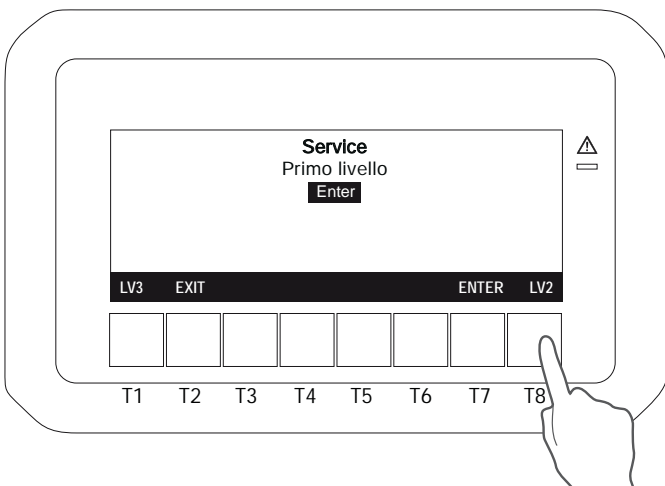 Service
Primo livello
Enter
LV3 EXIT ENTER LV2
T1 T2 T3 T4 T5 T6 T7 T8